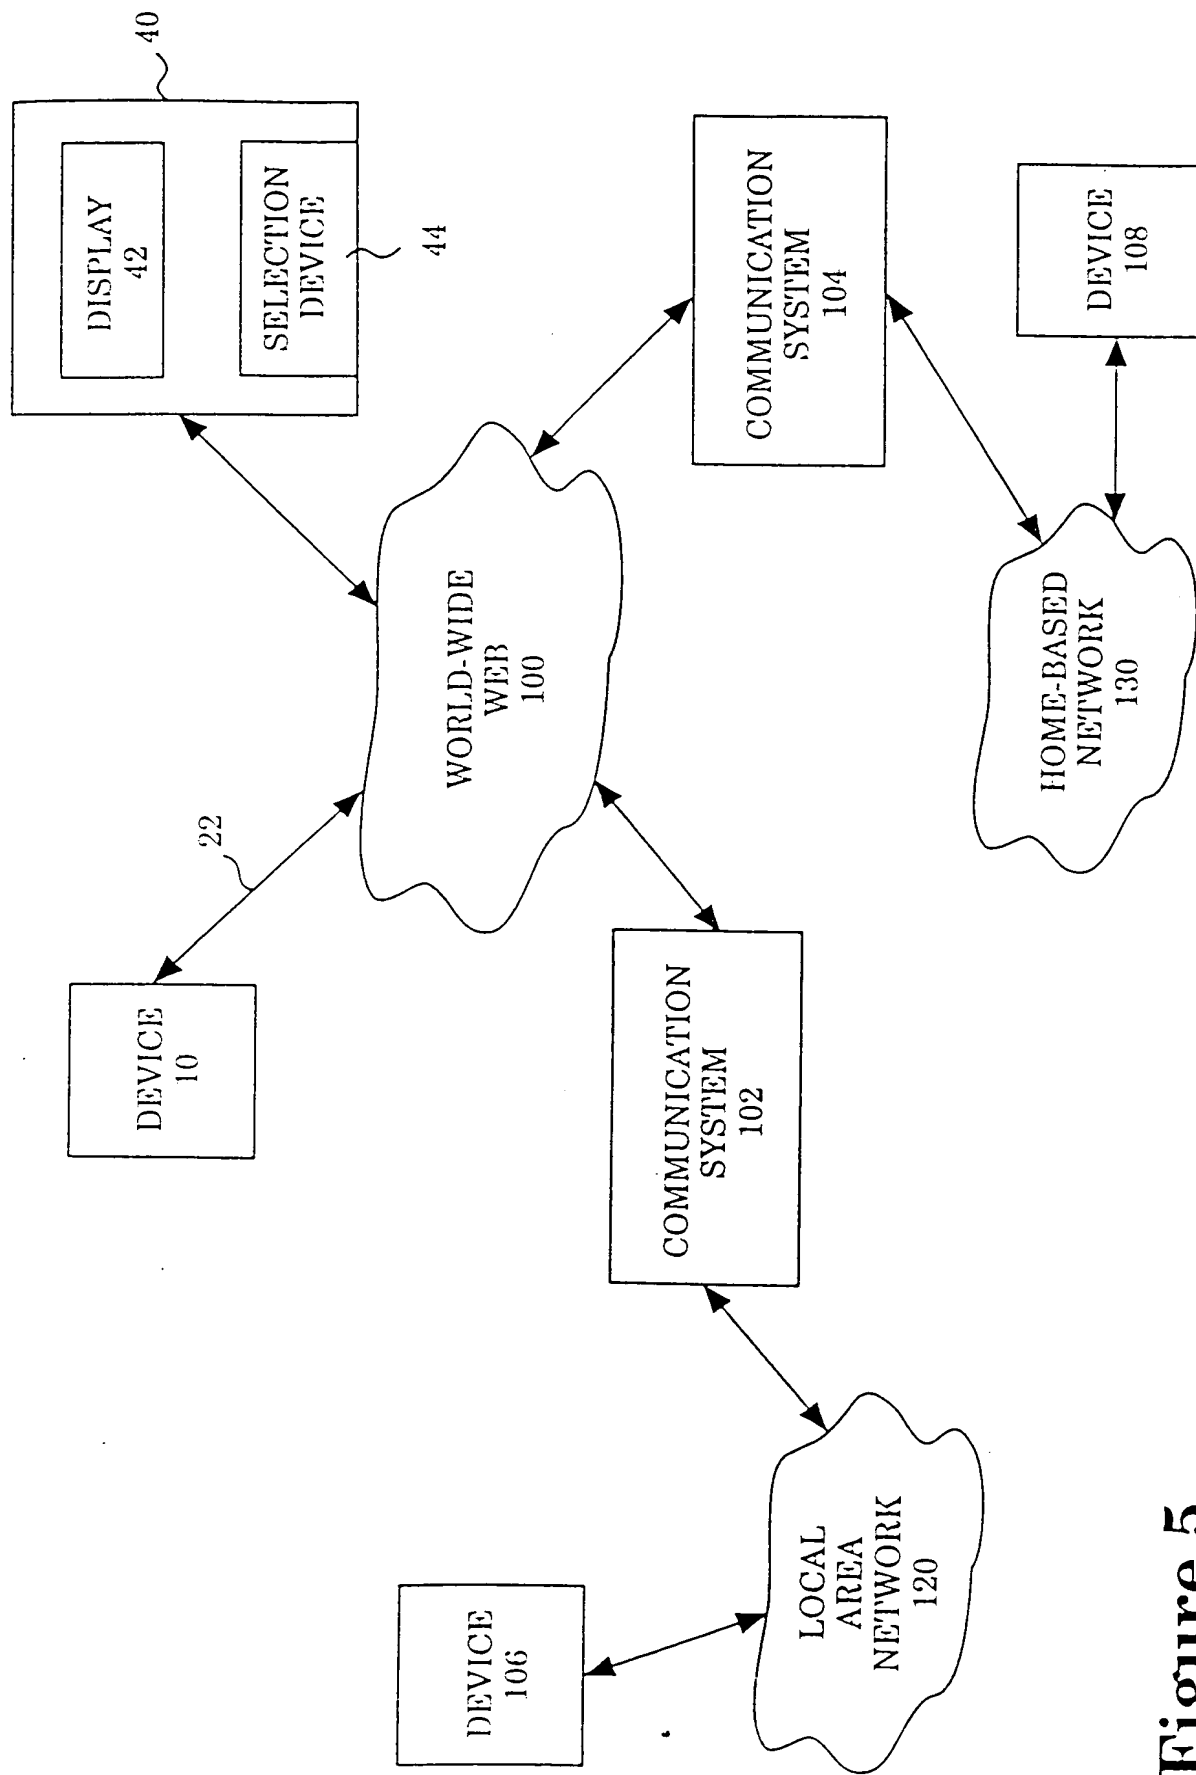 40
DISPLAY
42
SELECTION
DEVICE
44
22
DEVICE
10
WORLD-WIDE
WEB
100
COMMUNICATION
SYSTEM
104
DEVICE
108
COMMUNICATION
SYSTEM
102
HOME-BASED
NETWORK
130
DEVICE
106
LOCAL
AREA
NETWORK
120
Figure 5